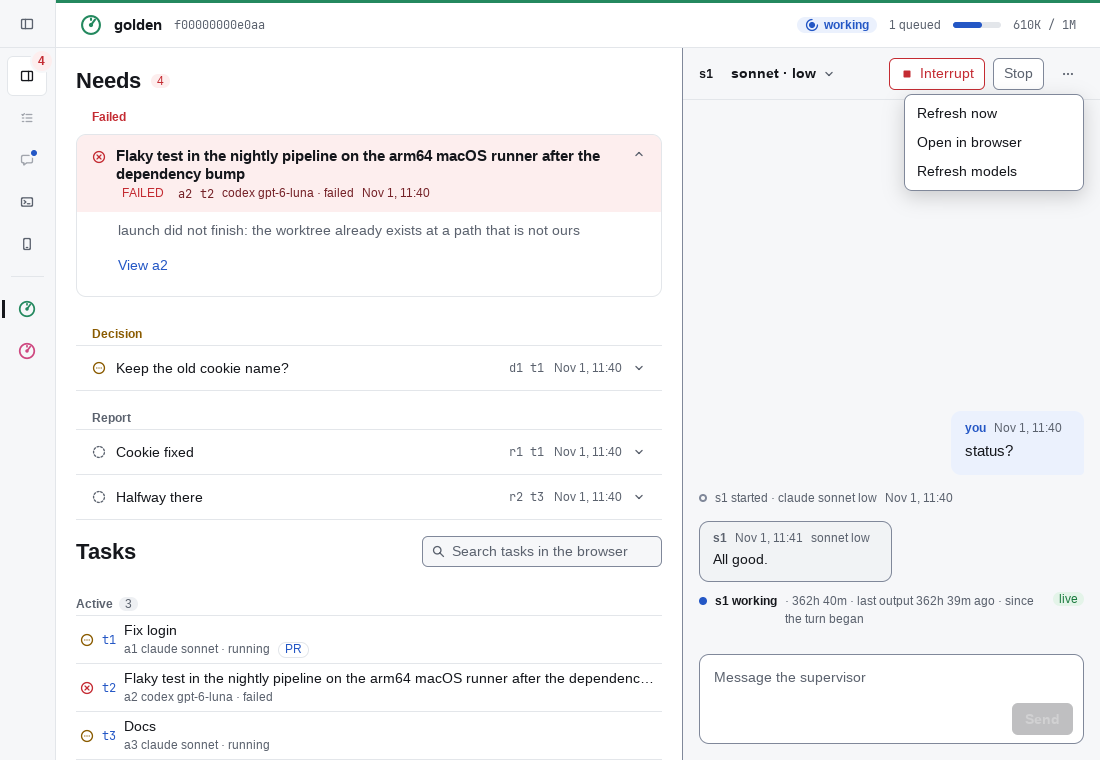 golden f00000000e0aa
working 1 queued 610K / 1M
4
Needs 4
Failed
Flaky test in the nightly pipeline on the arm64 macOS runner after the
dependency bump
FAILED a2 t2 codex gpt-6-luna · failed Nov 1, 11:40
launch did not finish: the worktree already exists at a path that is not ours
View a2
Decision
Keep the old cookie name? d1 t1 Nov 1, 11:40
Report
Cookie fixed r1 t1 Nov 1, 11:40
Halfway there r2 t3 Nov 1, 11:40
Tasks
Search tasks in the browser
Active 3
t1 Fix login
a1 claude sonnet · running PR
t2 Flaky test in the nightly pipeline on the arm64 macOS runner after the dependenc…
a2 codex gpt-6-luna · failed
t3 Docs
a3 claude sonnet · running
s1 sonnet · low Interrupt Stop ···
Refresh now
Open in browser
Refresh models
you Nov 1, 11:40
status?
s1 started · claude sonnet low Nov 1, 11:40
s1 Nov 1, 11:41 sonnet low
All good.
s1 working · 362h 40m · last output 362h 39m ago · since
the turn began
live
Message the supervisor
Send